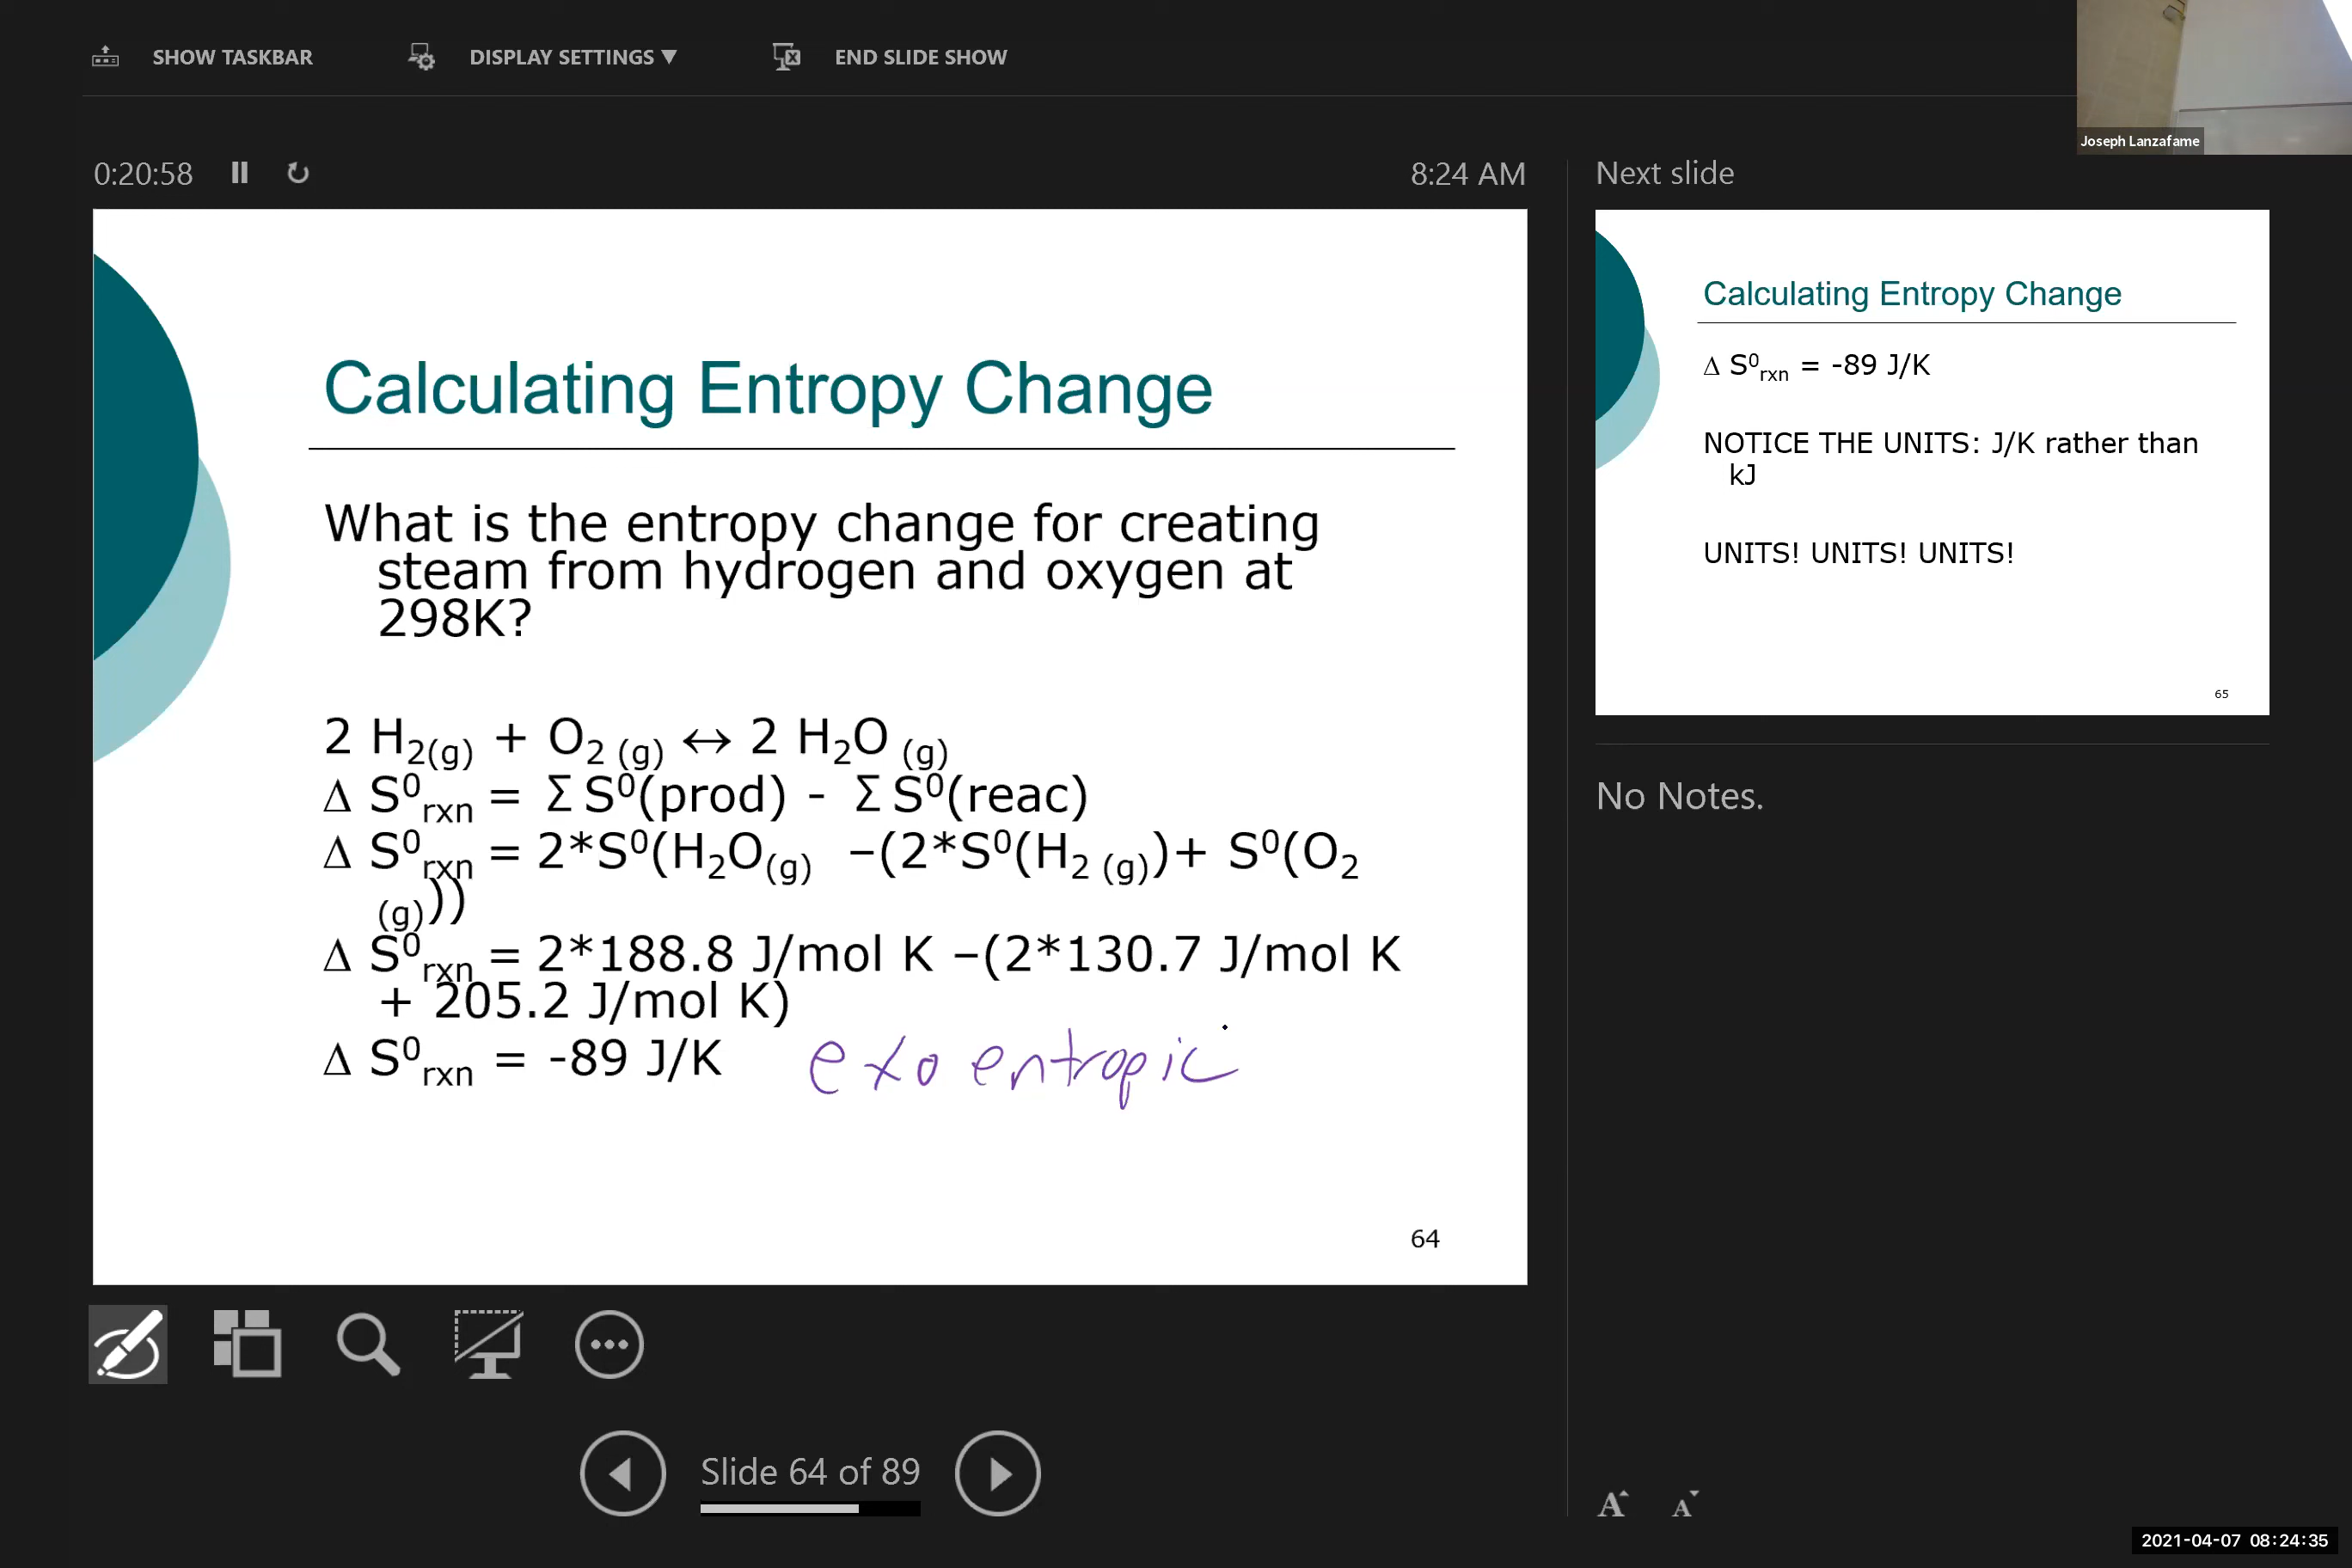 SHOW TASKBAR
DISPLAY SETTINGS ▼
END SLIDE SHOW
Joseph Lanzafame
0:20:58
8:24 AM
Calculating Entropy Change
What is the entropy change for creating
steam from hydrogen and oxygen at
298K?
2 H₂(g) + O₂ (g) ↔ 2 H₂O (g)
Δ S⁰rxn = Σ S⁰(prod) - Σ S⁰(reac)
Δ S⁰rxn = 2*S⁰(H₂O(g) –(2*S⁰(H₂ (g))+ S⁰(O₂
(g)))
Δ S⁰rxn = 2*188.8 J/mol K –(2*130.7 J/mol K
+ 205.2 J/mol K)
Δ S⁰rxn = -89 J/K exo entropic
64
Slide 64 of 89
Next slide
Calculating Entropy Change
Δ S⁰rxn = -89 J/K
NOTICE THE UNITS: J/K rather than
kJ
UNITS! UNITS! UNITS!
65
No Notes.
A A
2021-04-07 08:24:35